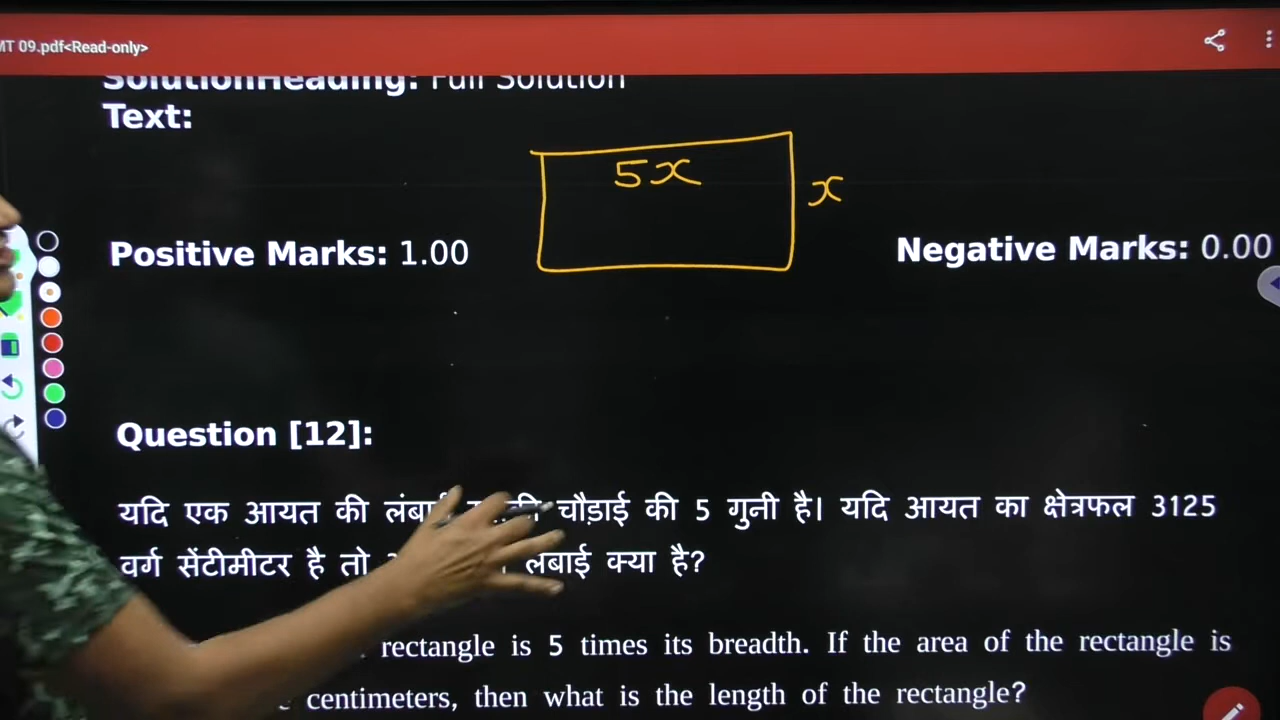 MT 09.pdf<Read-only>
SolutionHeading: Full Solution
Text:
5x
x
Positive Marks: 1.00
Negative Marks: 0.00
Question [12]:
यदि एक आयत की चौड़ाई की 5 गुनी है। यदि आयत का क्षेत्रफल 3125
वर्ग सेंटीमीटर है तो लंबाई क्या है?
rectangle is 5 times its breadth. If the area of the rectangle is
centimeters, then what is the length of the rectangle?